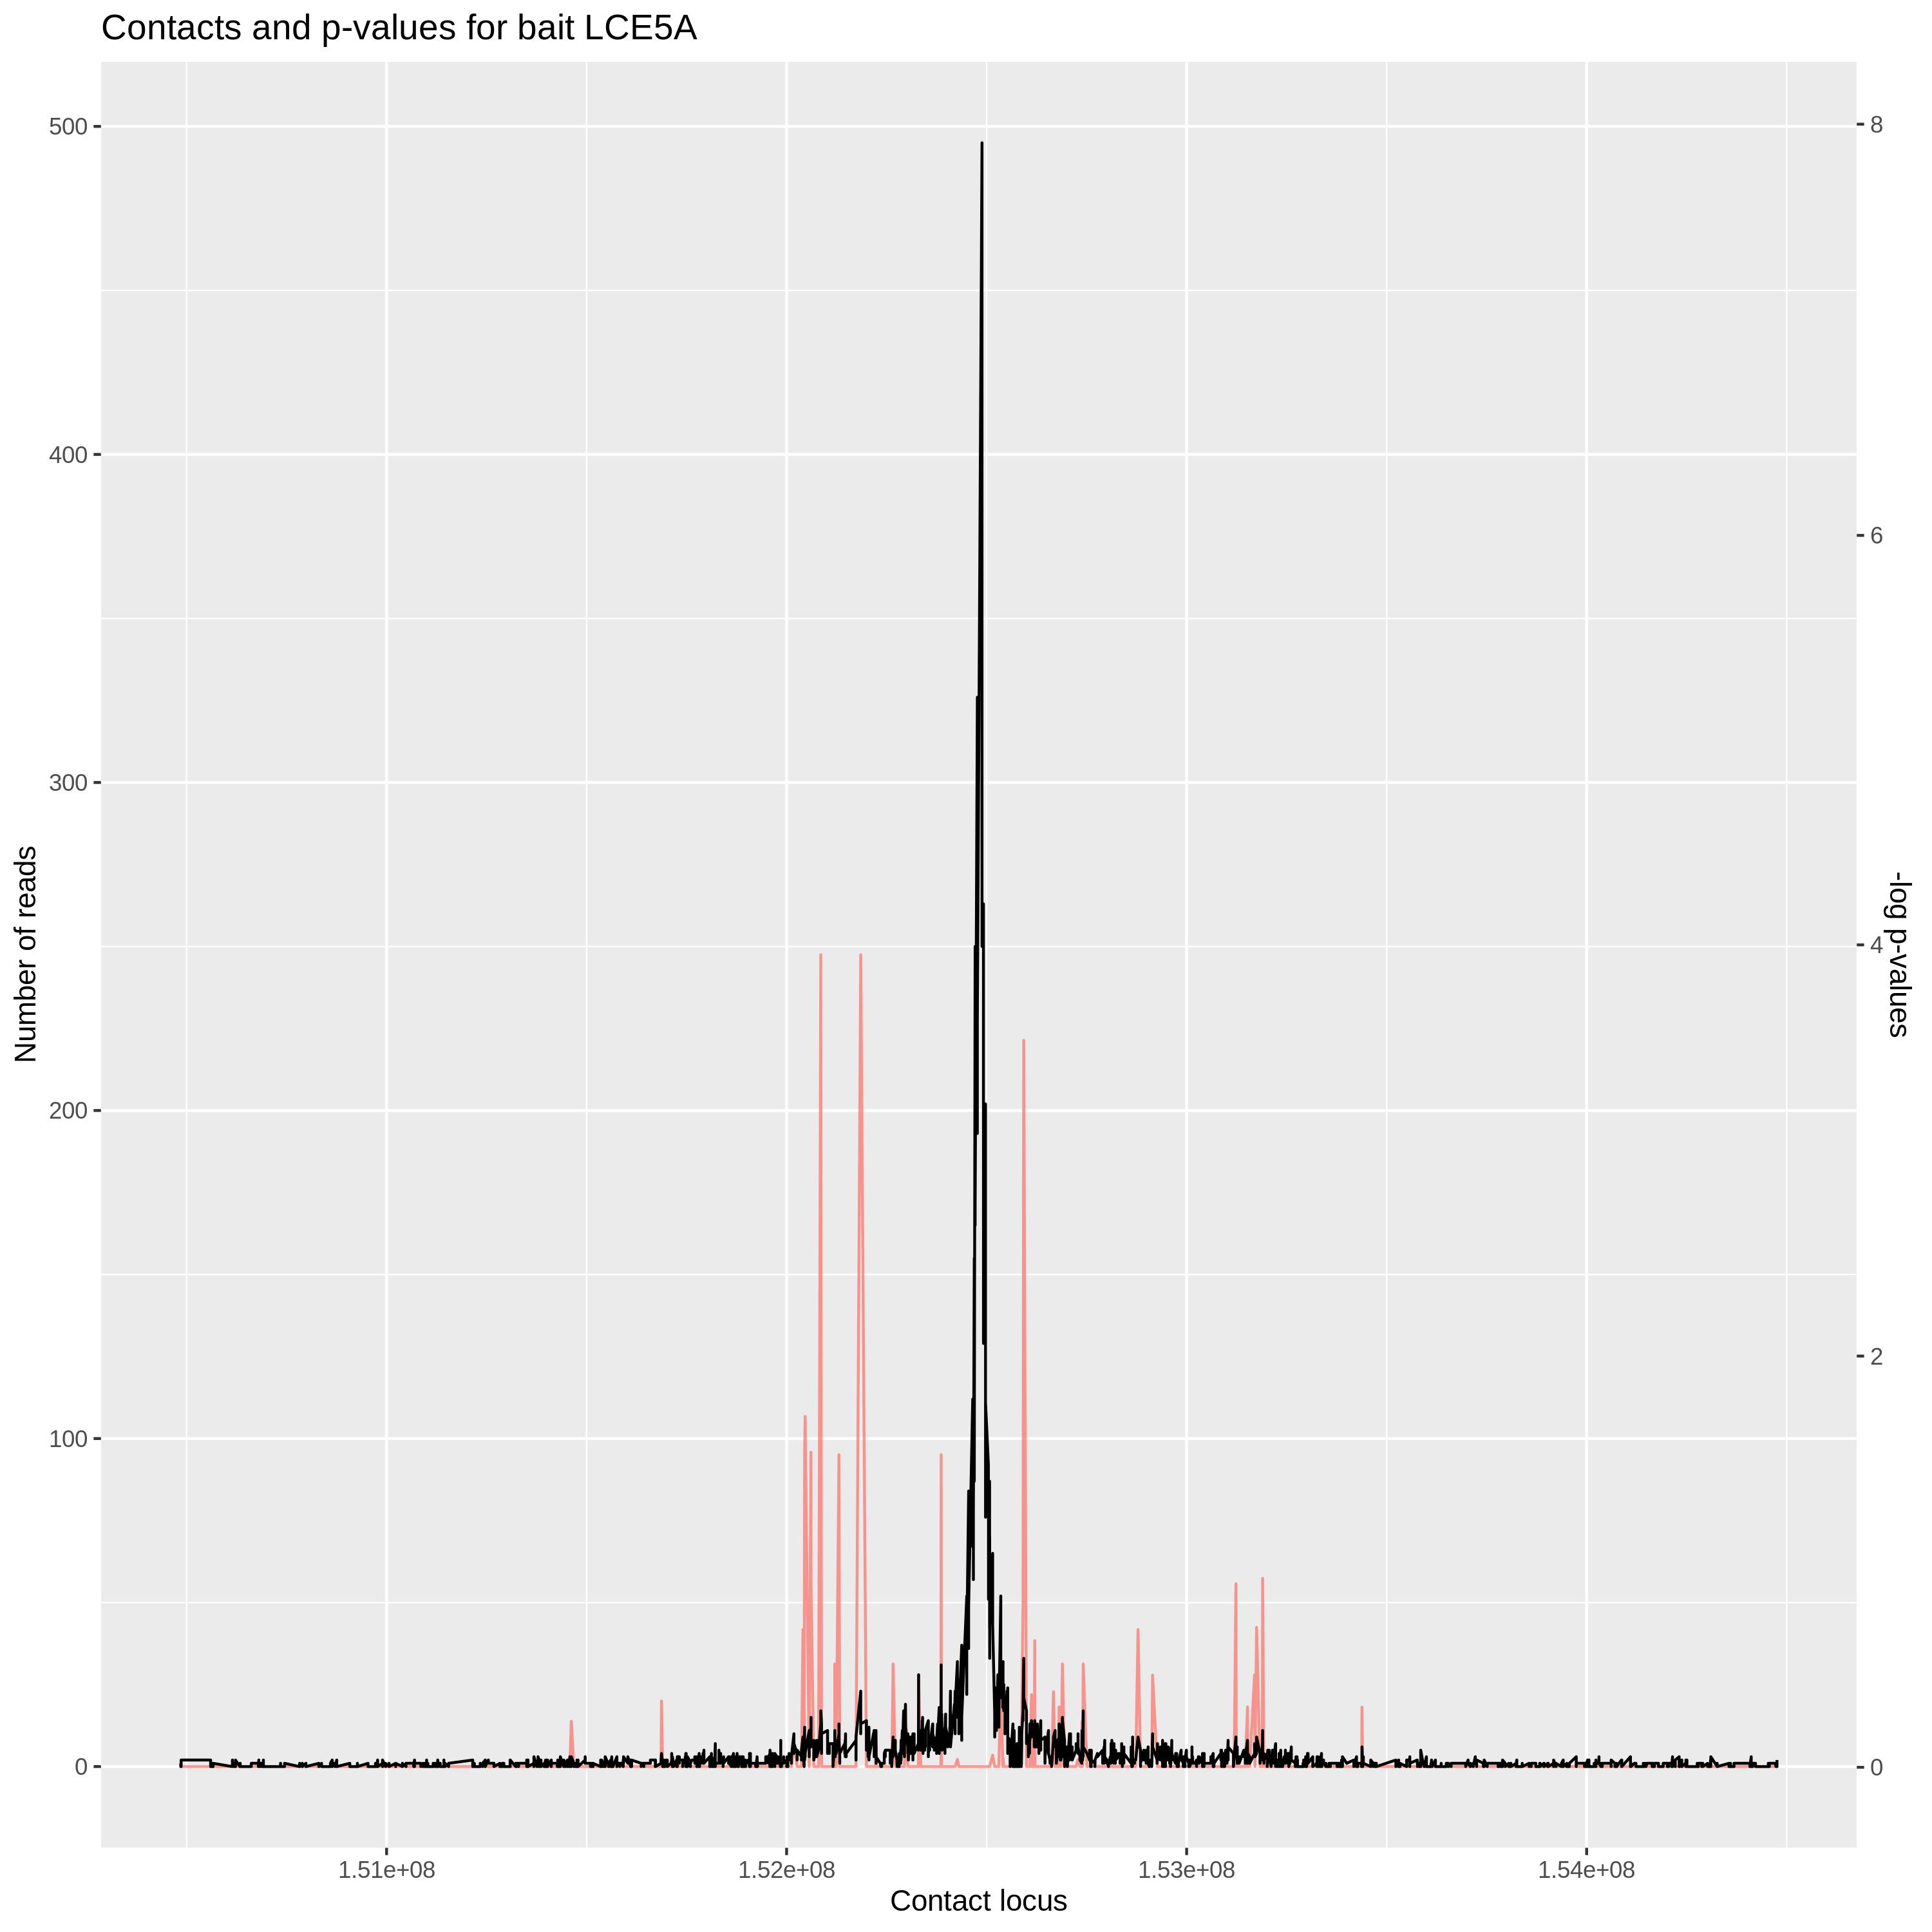 Contacts and p-values for bait LCE5A
Number of reads
500
400
300
200
100
0
8
6
4
2
0
-log p-values
1.51e+08
1.52e+08
1.53e+08
1.54e+08
Contact locus